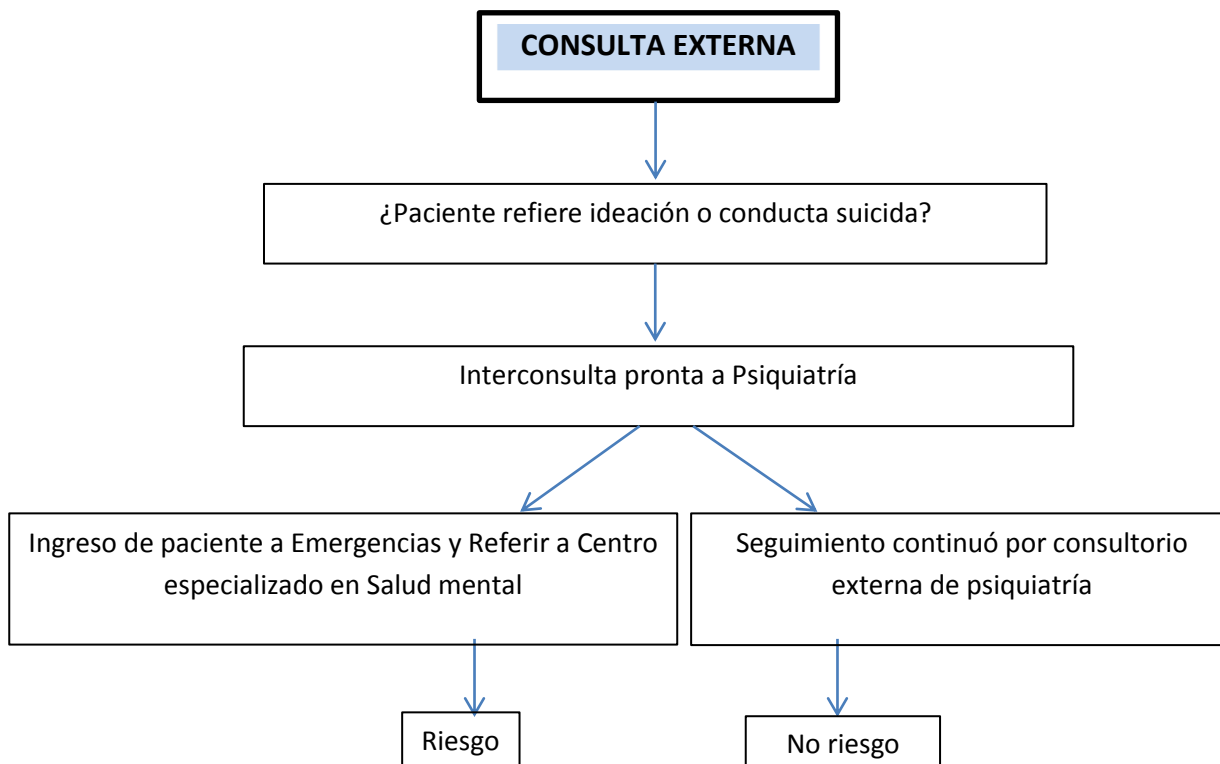 CONSULTA EXTERNA
¿Paciente refiere ideación o conducta suicida?
Interconsulta pronta a Psiquiatría
Ingreso de paciente a Emergencias y Referir a Centro
especializado en Salud mental
Seguimiento continuó por consultorio
externa de psiquiatría
Riesgo
No riesgo